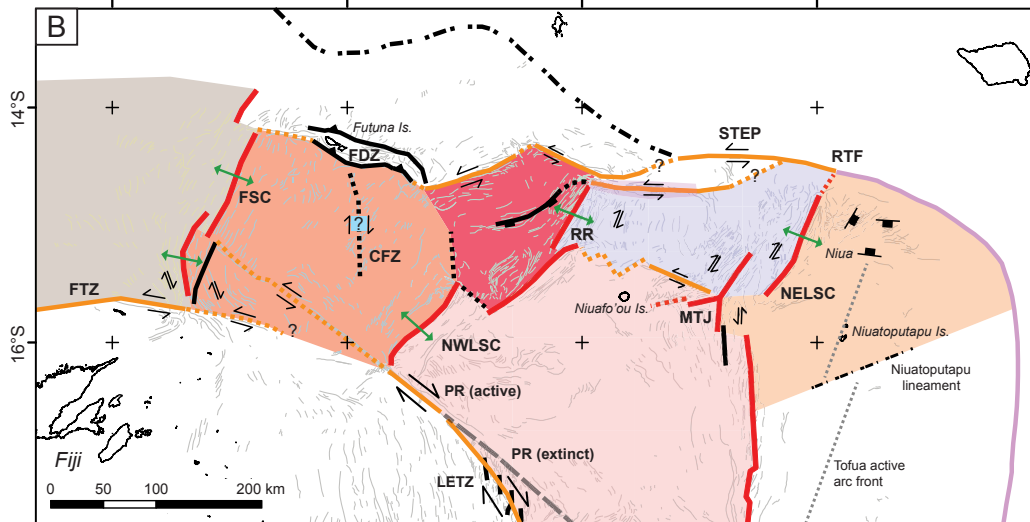 B
14°S
16°S
STEP
RTF
Futuna Is.
FDZ
?
?
FSC
?
CFZ
RR
Niua
FTZ
?
Niuafo'ou Is.
MTJ
NELSC
NWLSC
Niuatoputapu Is.
Niuatoputapu
lineament
PR (active)
PR (extinct)
Fiji
LETZ
Tofua active
arc front
0 50 100 200 km